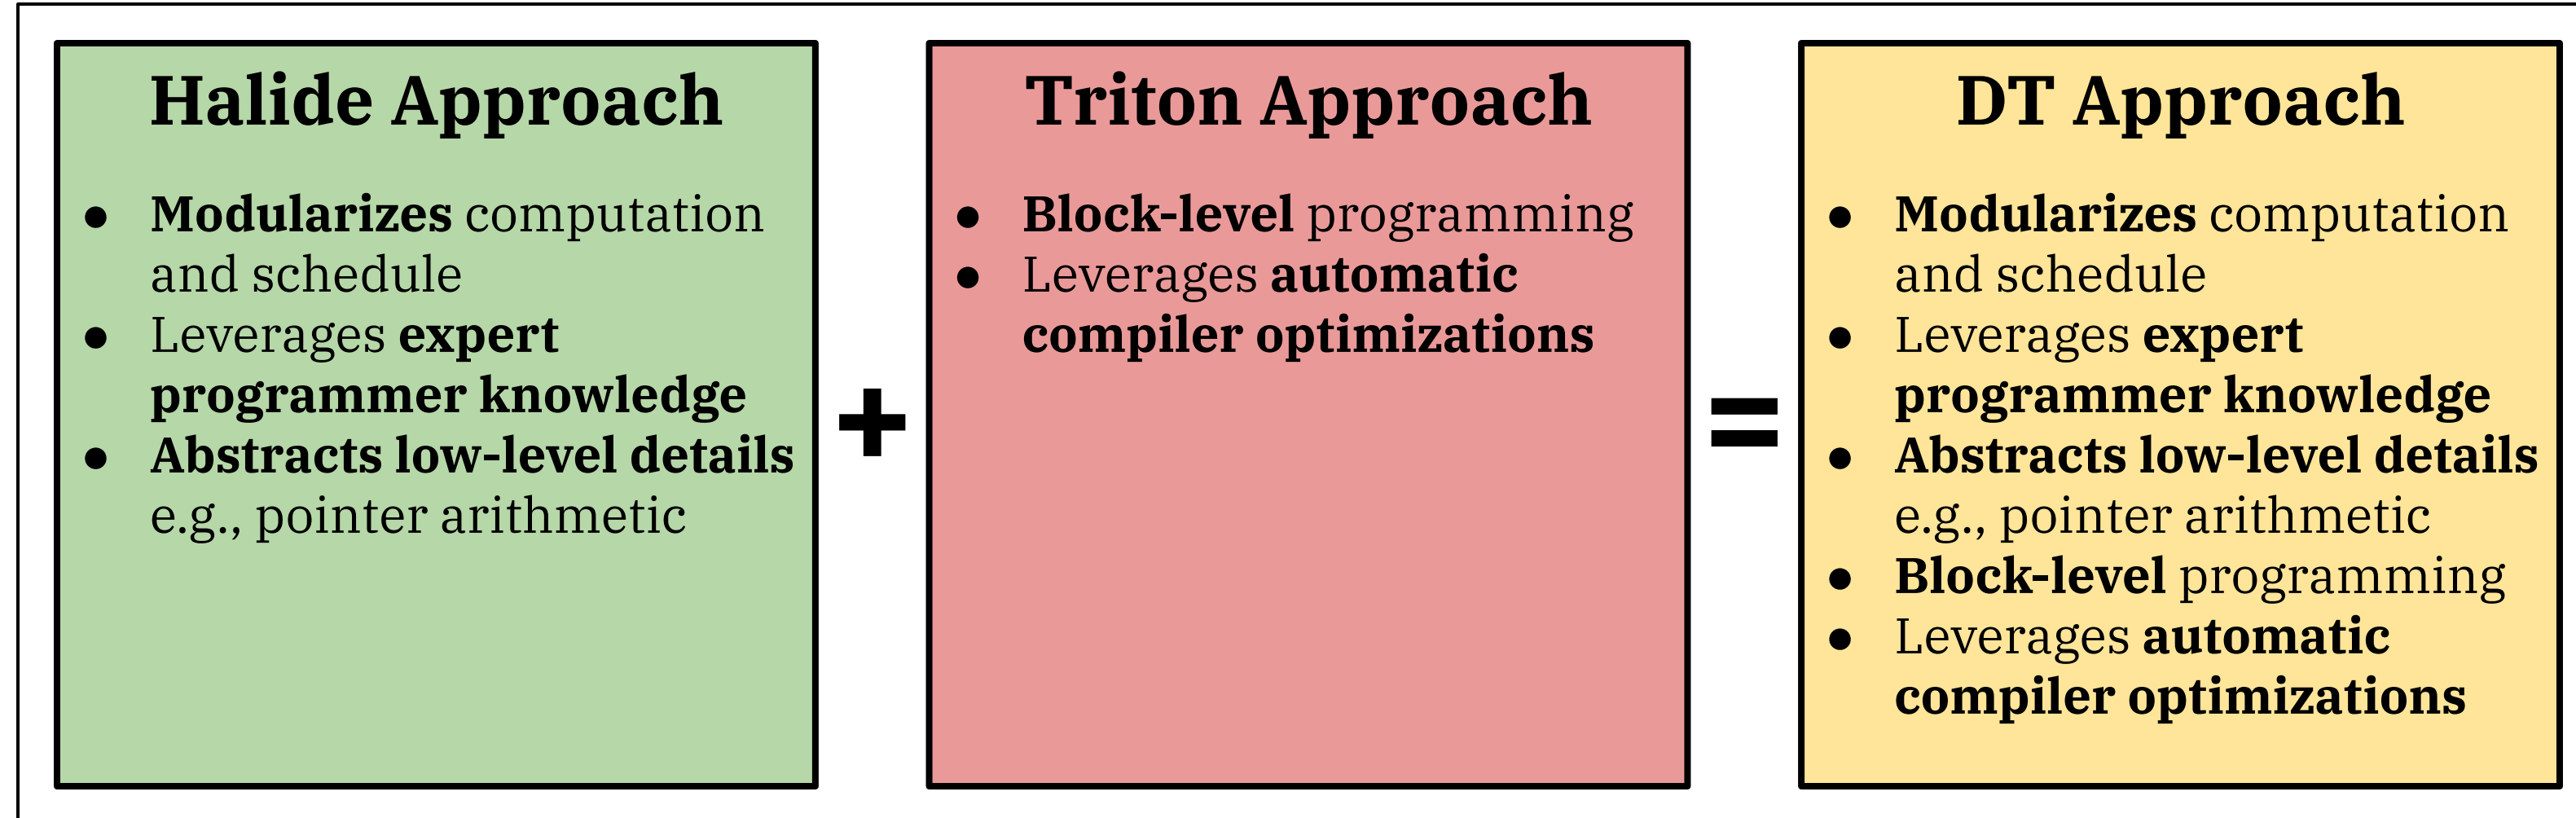 Halide Approach
● Modularizes computation
and schedule
● Leverages expert
programmer knowledge
● Abstracts low-level details
e.g., pointer arithmetic
+
Triton Approach
● Block-level programming
● Leverages automatic
compiler optimizations
=
DT Approach
● Modularizes computation
and schedule
● Leverages expert
programmer knowledge
● Abstracts low-level details
e.g., pointer arithmetic
● Block-level programming
● Leverages automatic
compiler optimizations